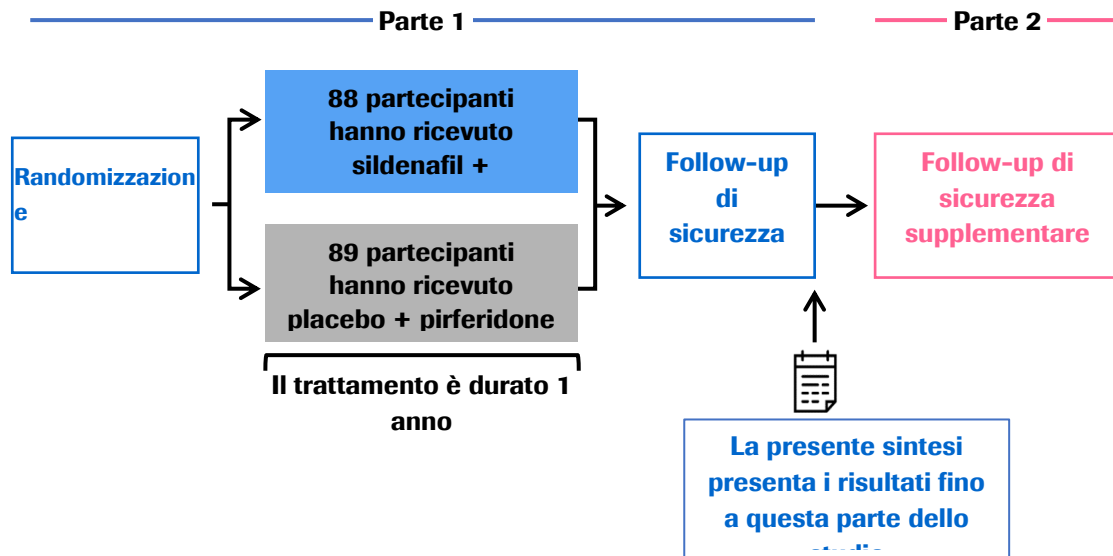 Parte 1
Parte 2
88 partecipanti
hanno ricevuto
sildenafil +
Randomizzazion
e
89 partecipanti
hanno ricevuto
placebo + pirferidone
Il trattamento è durato 1
anno
Follow-up
di
sicurezza
Follow-up di
sicurezza
supplementare
La presente sintesi
presenta i risultati fino
a questa parte dello